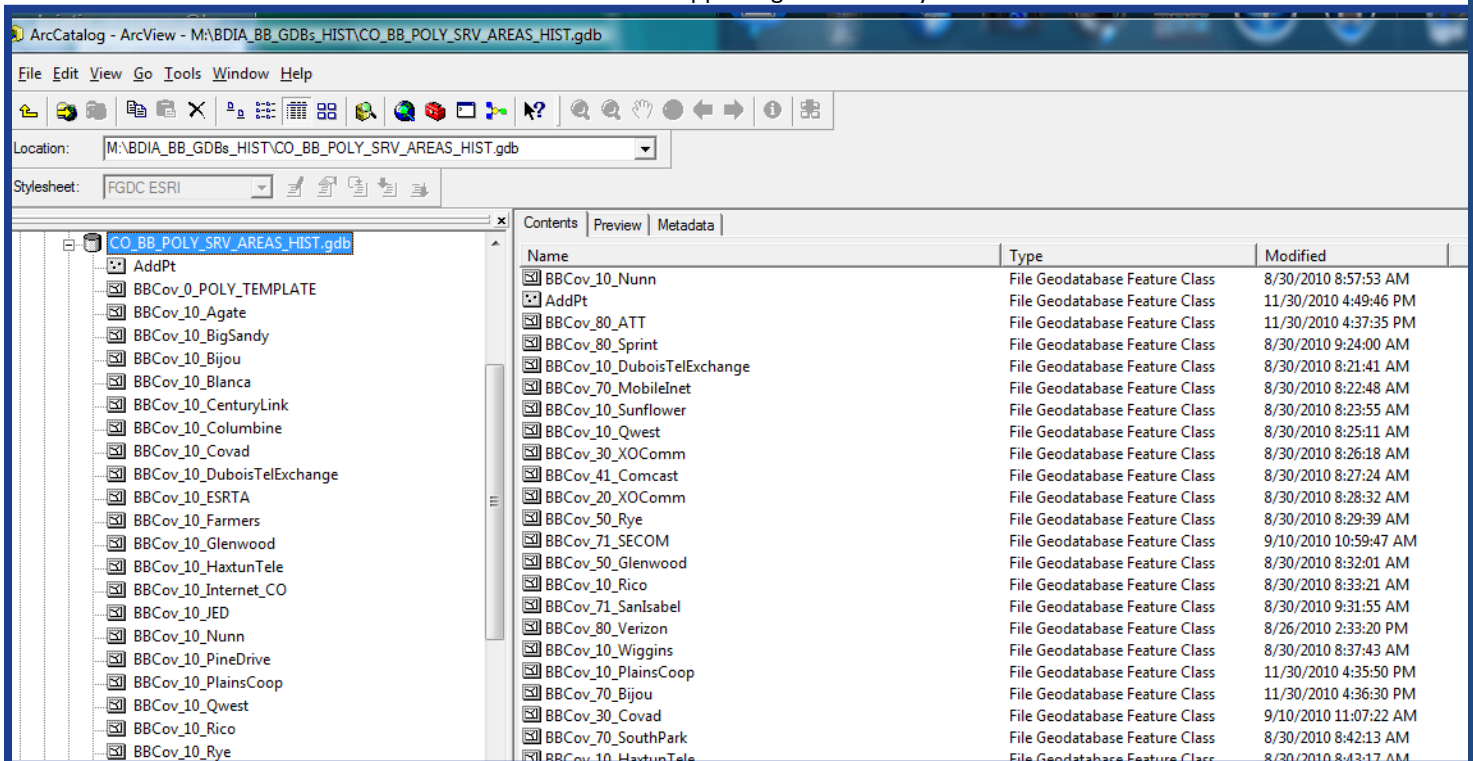 ArcCatalog - ArcView - M:\BDIA_BB_GDBs_HIST\CO_BB_POLY_SRV_AREAS_HIST.gdb
File Edit View Go Tools Window Help
Location: M:\BDIA_BB_GDBs_HIST\CO_BB_POLY_SRV_AREAS_HIST.gdb
Stylesheet: FGDC ESRI
CO_BB_POLY_SRV_AREAS_HIST.gdb
AddPt
BBCov_0_POLY_TEMPLATE
BBCov_10_Agate
BBCov_10_BigSandy
BBCov_10_Bijou
BBCov_10_Blanca
BBCov_10_CenturyLink
BBCov_10_Columbine
BBCov_10_Covad
BBCov_10_DuboisTelExchange
BBCov_10_ESRTA
BBCov_10_Farmers
BBCov_10_Glenwood
BBCov_10_HaxtunTele
BBCov_10_Internet_CO
BBCov_10_JED
BBCov_10_Nunn
BBCov_10_PineDrive
BBCov_10_PlainsCoop
BBCov_10_Qwest
BBCov_10_Rico
BBCov_10_Rye
Contents Preview Metadata
Name Type Modified
BBCov_10_Nunn File Geodatabase Feature Class 8/30/2010 8:57:53 AM
AddPt File Geodatabase Feature Class 11/30/2010 4:49:46 PM
BBCov_80_ATT File Geodatabase Feature Class 11/30/2010 4:37:35 PM
BBCov_80_Sprint File Geodatabase Feature Class 8/30/2010 9:24:00 AM
BBCov_10_DuboisTelExchange File Geodatabase Feature Class 8/30/2010 8:21:41 AM
BBCov_70_MobileInet File Geodatabase Feature Class 8/30/2010 8:22:48 AM
BBCov_10_Sunflower File Geodatabase Feature Class 8/30/2010 8:23:55 AM
BBCov_10_Qwest File Geodatabase Feature Class 8/30/2010 8:25:11 AM
BBCov_30_XOComm File Geodatabase Feature Class 8/30/2010 8:26:18 AM
BBCov_41_Comcast File Geodatabase Feature Class 8/30/2010 8:27:24 AM
BBCov_20_XOComm File Geodatabase Feature Class 8/30/2010 8:28:32 AM
BBCov_50_Rye File Geodatabase Feature Class 8/30/2010 8:29:39 AM
BBCov_71_SECOM File Geodatabase Feature Class 9/10/2010 10:59:47 AM
BBCov_50_Glenwood File Geodatabase Feature Class 8/30/2010 8:32:01 AM
BBCov_10_Rico File Geodatabase Feature Class 8/30/2010 8:33:21 AM
BBCov_71_SanIsabel File Geodatabase Feature Class 8/30/2010 9:31:55 AM
BBCov_80_Verizon File Geodatabase Feature Class 8/26/2010 2:33:20 PM
BBCov_10_Wiggins File Geodatabase Feature Class 8/30/2010 8:37:43 AM
BBCov_10_PlainsCoop File Geodatabase Feature Class 11/30/2010 4:35:50 PM
BBCov_70_Bijou File Geodatabase Feature Class 11/30/2010 4:36:30 PM
BBCov_30_Covad File Geodatabase Feature Class 9/10/2010 11:07:22 AM
BBCov_70_SouthPark File Geodatabase Feature Class 8/30/2010 8:42:13 AM
BBCov_10_HaxtunTele File Geodatabase Feature Class 8/30/2010 8:43:17 AM